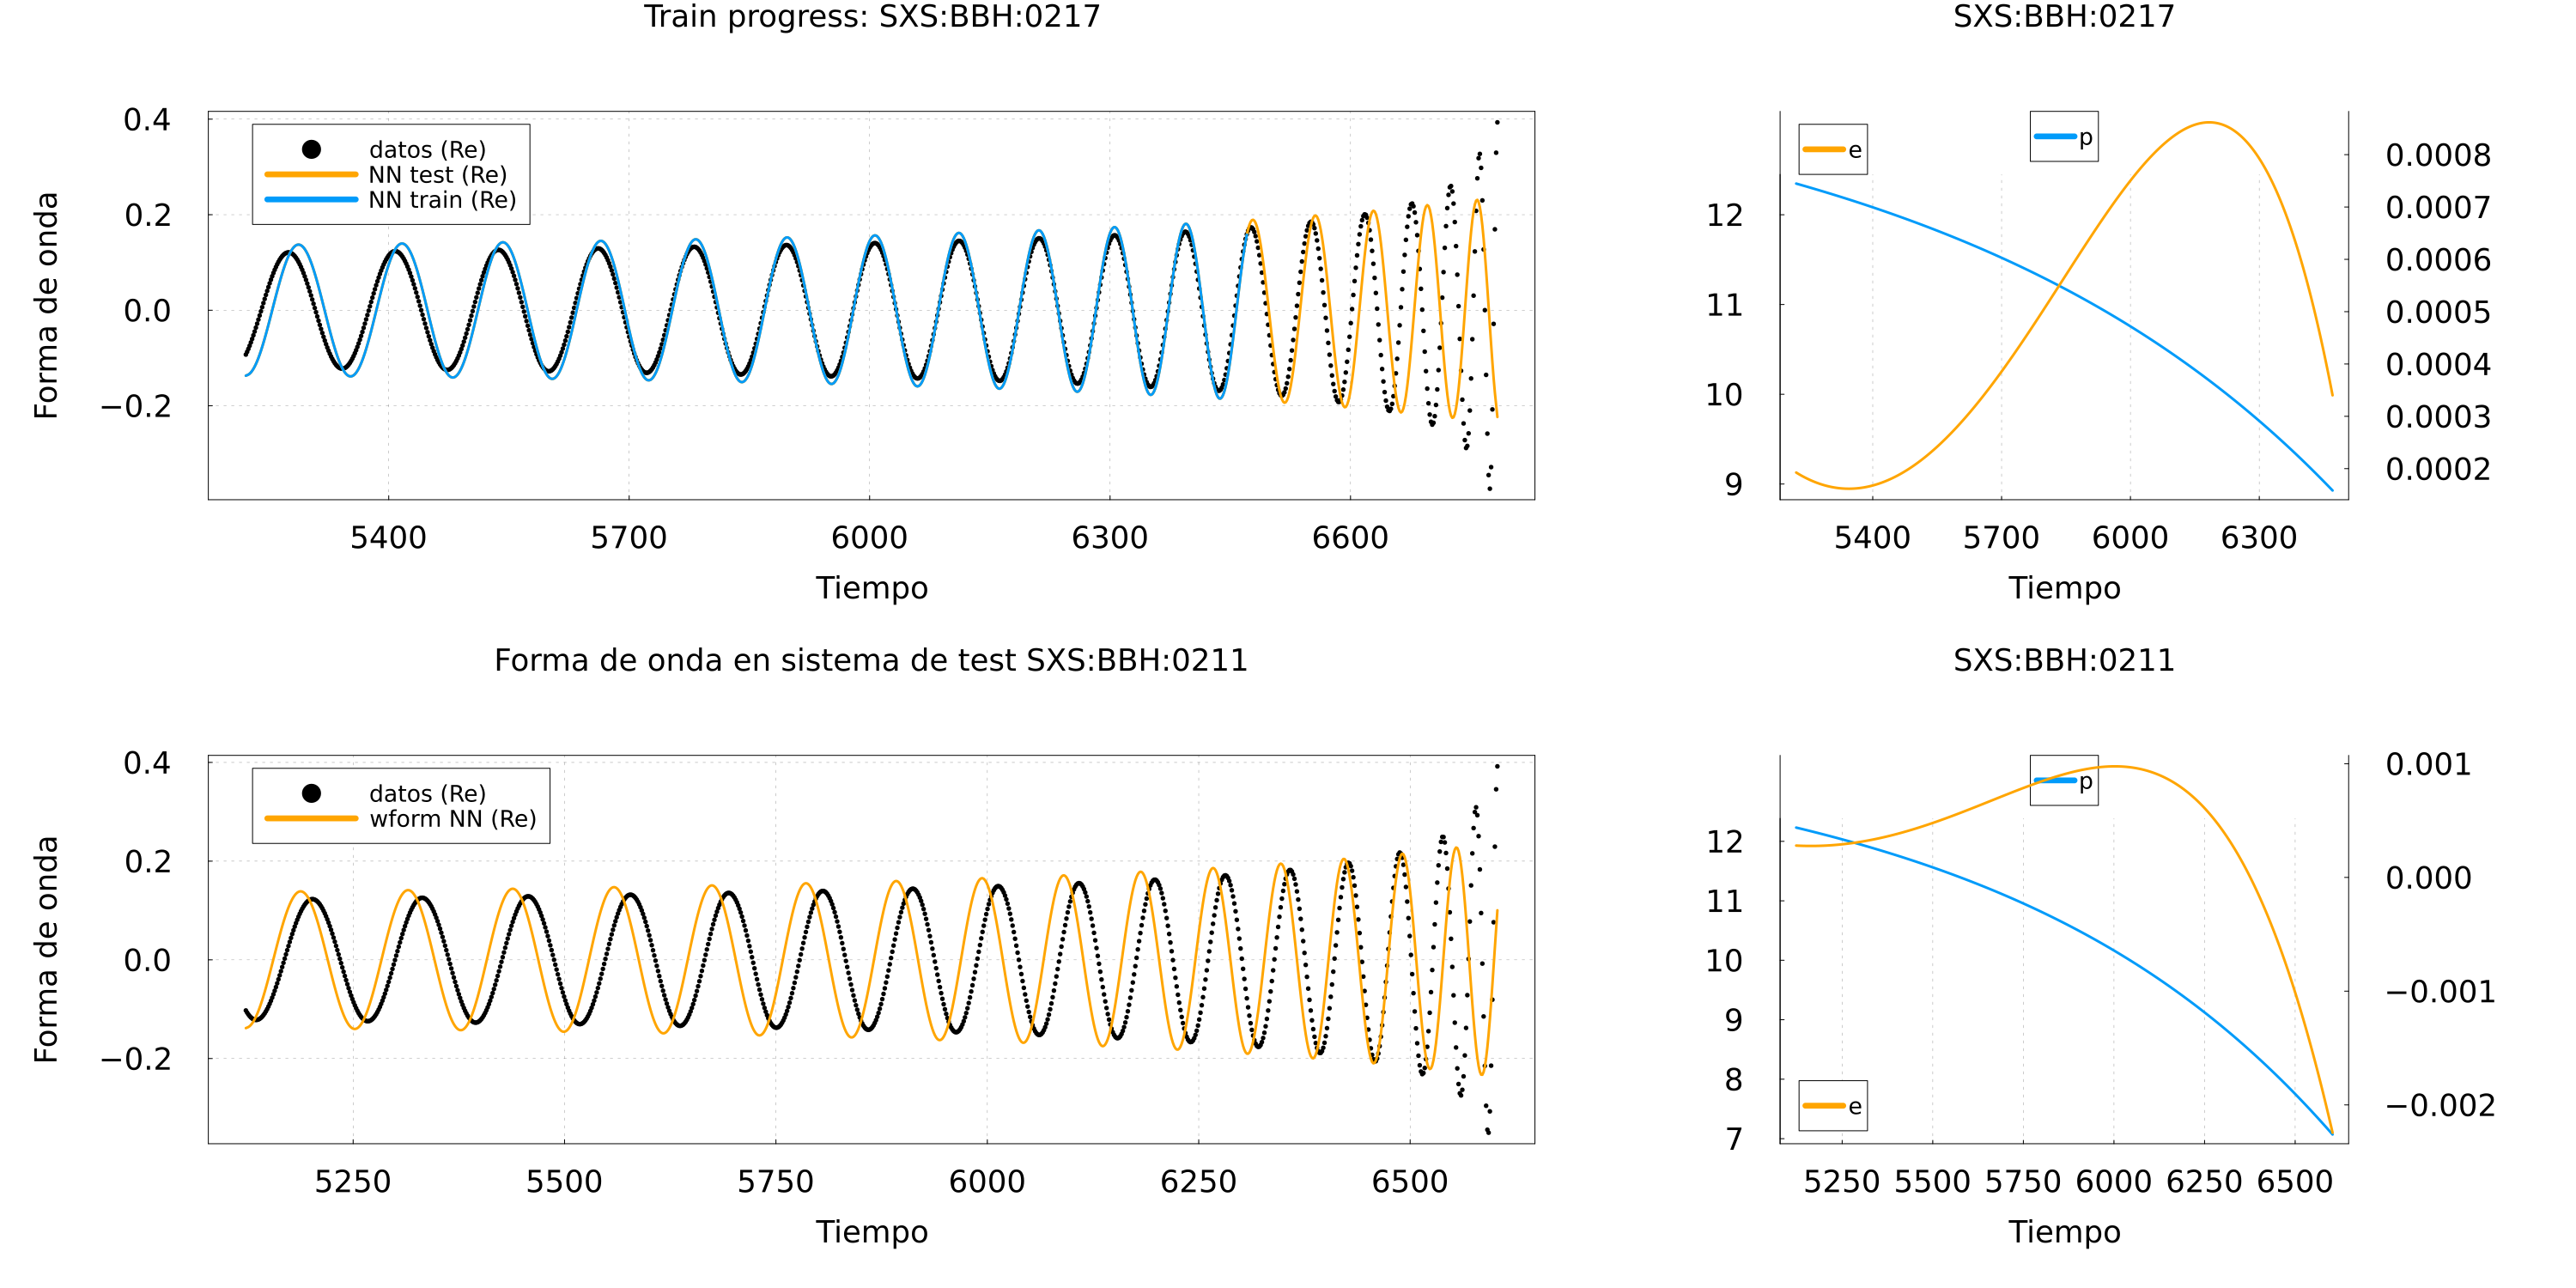 Train progress: SXS:BBH:0217
0.4
0.2
0.0
−0.2
Forma de onda
datos (Re)
NN test (Re)
NN train (Re)
5400 5700 6000 6300 6600
Tiempo
SXS:BBH:0217
12
11
10
9
e
p
0.0008
0.0007
0.0006
0.0005
0.0004
0.0003
0.0002
5400 5700 6000 6300
Tiempo
Forma de onda en sistema de test SXS:BBH:0211
0.4
0.2
0.0
−0.2
Forma de onda
datos (Re)
wform NN (Re)
5250 5500 5750 6000 6250 6500
Tiempo
SXS:BBH:0211
12
11
10
9
8
7
p
e
0.001
0.000
−0.001
−0.002
5250 5500 5750 6000 6250 6500
Tiempo